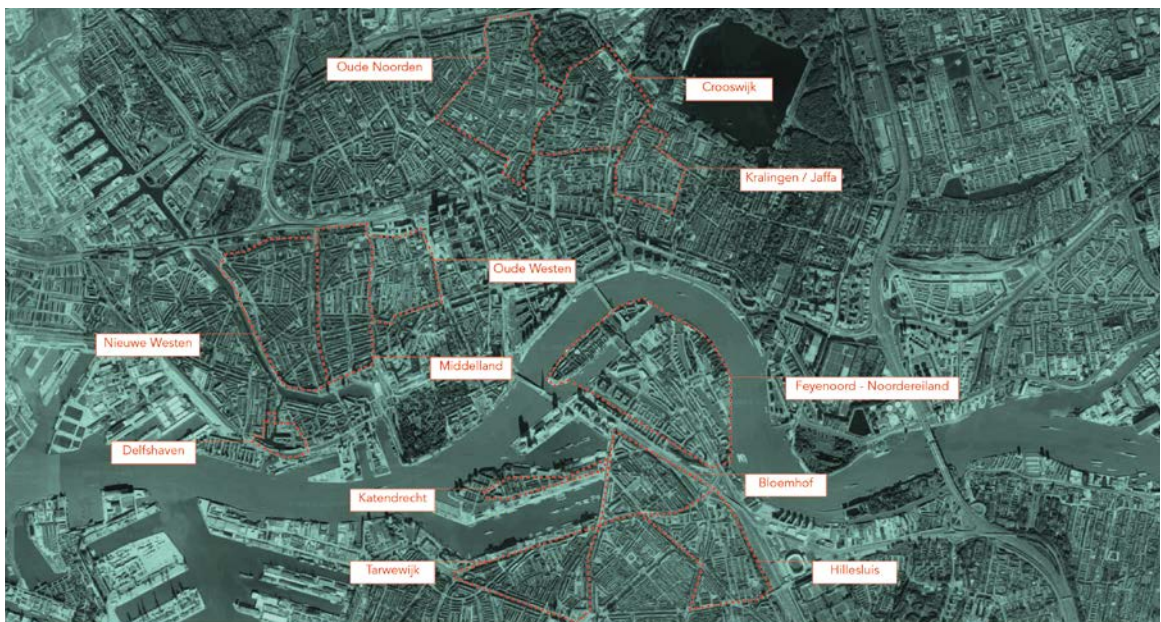 Oude Noorden
Crooswijk
Kralingen / Jaffa
Oude Westen
Nieuwe Westen
Middelland
Feyenoord - Noordereiland
Delfshaven
Bloemhof
Katendrecht
Tarwewijk
Hillesluis